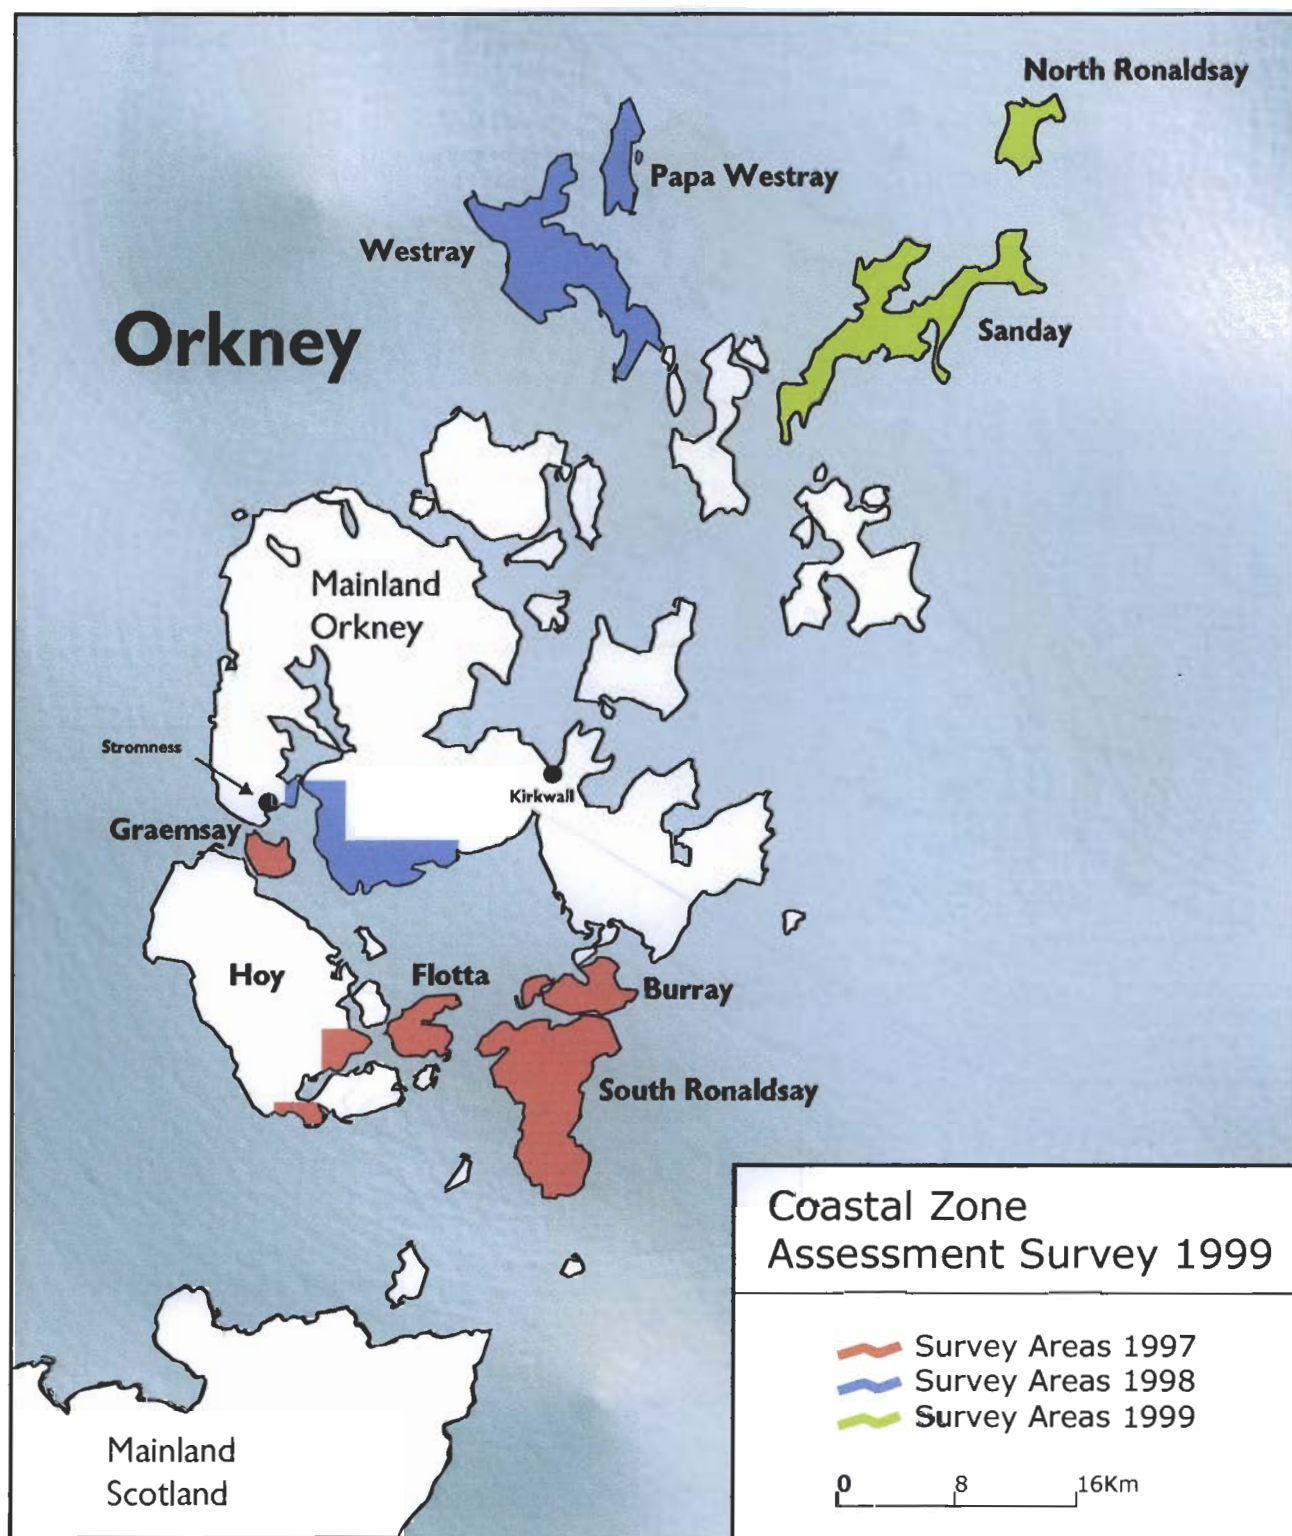 North Ronaldsay
Papa Westray
Westray
Orkney
Sanday
Mainland
Orkney
Stromness
Kirkwall
Graemsay
Hoy
Flotta
Burray
South Ronaldsay
Coastal Zone
Assessment Survey 1999
Survey Areas 1997
Survey Areas 1998
Survey Areas 1999
0 8 16Km
Mainland
Scotland